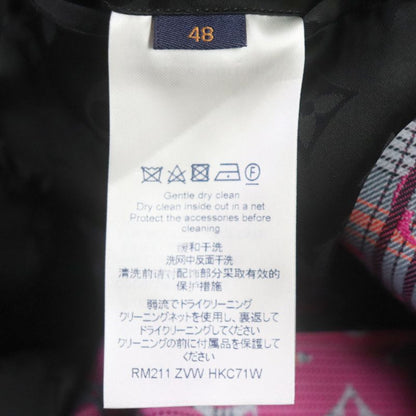 48
F
Gentle dry clean
Dry clean inside out in a net
Protect the accessories before
cleaning
缓和干洗
洗网中反面干洗
清洗前请对配饰部分采取有效的
保护措施
弱流でドライクリーニング
クリーニングネットを使用し、裏返して
ドライクリーニングしてください
クリーニングの前に付属品を保護して
ください
RM211 ZVW HKC71W